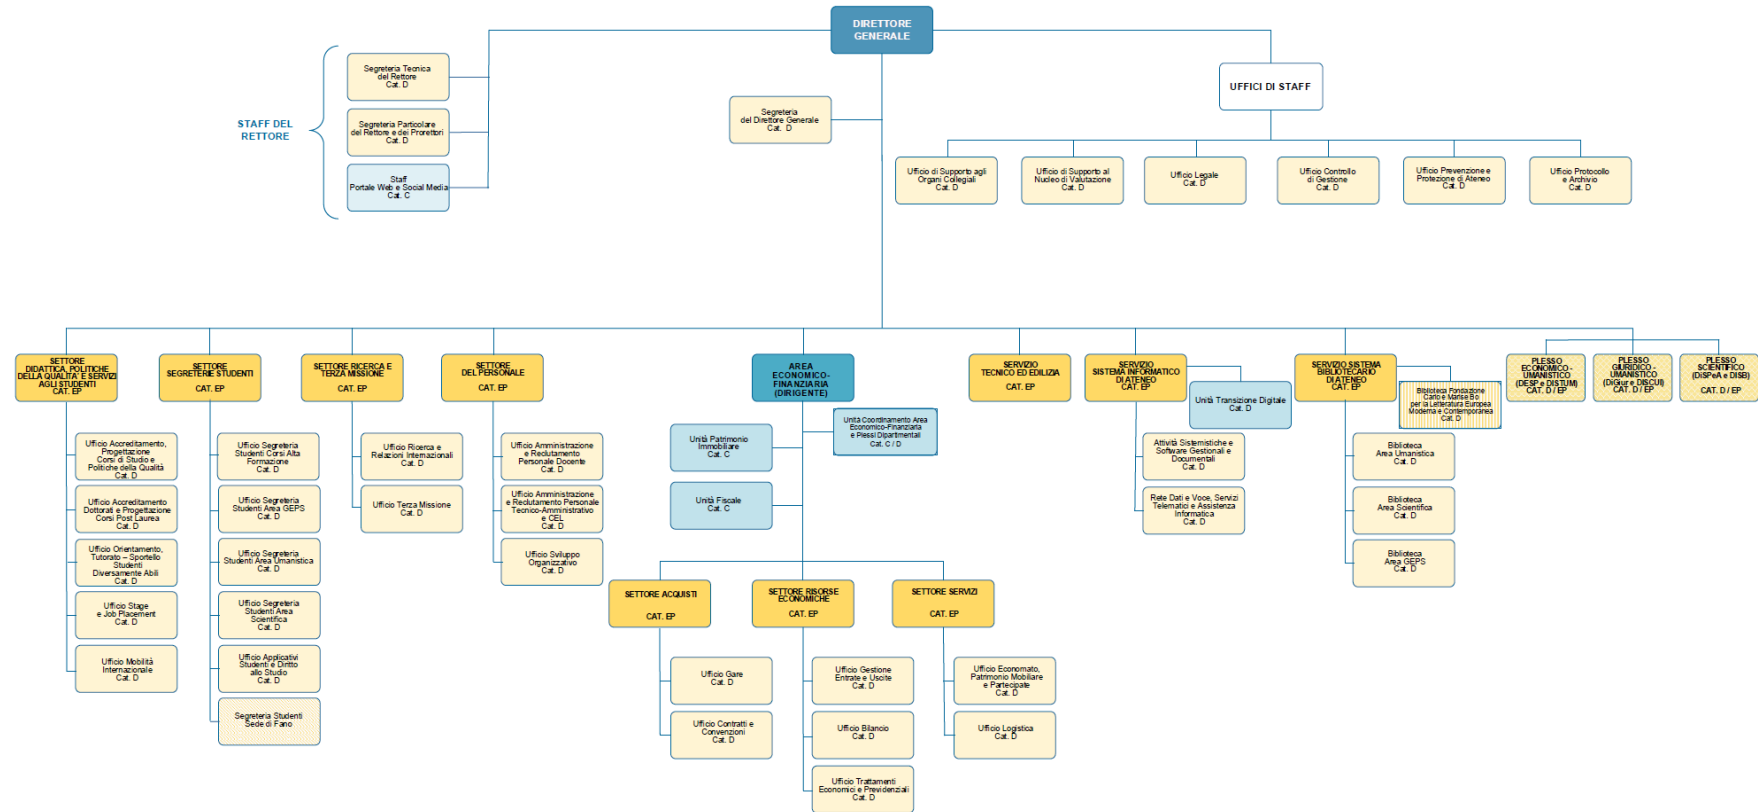 DIRETTORE
GENERALE
STAFF DEL
RETTORE
Segreteria Tecnica
del Rettore
Cat. D
Segreteria Particolare
del Rettore e dei Prorettori
Cat. D
Staff
Portale Web e Social Media
Cat. C
Segreteria
del Direttore Generale
Cat. D
UFFICI DI STAFF
Ufficio di Supporto agli
Organi Collegiali
Cat. D
Ufficio di Supporto al
Nucleo di Valutazione
Cat. D
Ufficio Legale
Cat. D
Ufficio Controllo
di Gestione
Cat. D
Ufficio Prevenzione e
Protezione di Ateneo
Cat. D
Ufficio Protocollo
e Archivio
Cat. D
SETTORE
DIDATTICA, POLITICHE
DELLA QUALITA' E SERVIZI
AGLI STUDENTI
CAT. EP
Ufficio Accreditamento,
Progettazione
Corsi di Studio e
Politiche della Qualità
Cat. D
Ufficio Accreditamento
Dottorati e Progettazione
Corsi Post Laurea
Cat. D
Ufficio Orientamento,
Tutorato – Sportello
Studenti
Diversamente Abili
Cat. D
Ufficio Stage
e Job Placement
Cat. D
Ufficio Mobilità
Internazionale
Cat. D
SETTORE
SEGRETERIE STUDENTI
CAT. EP
Ufficio Segreteria
Studenti Corsi Alta
Formazione
Cat. D
Ufficio Segreteria
Studenti Area GEPS
Cat. D
Ufficio Segreteria
Studenti Area Umanistica
Cat. D
Ufficio Segreteria
Studenti Area
Scientifica
Cat. D
Ufficio Applicativi
Studenti e Diritto
allo Studio
Cat. D
Segreteria Studenti
Sede di Fano
SETTORE RICERCA E
TERZA MISSIONE
CAT. EP
Ufficio Ricerca e
Relazioni Internazionali
Cat. D
Ufficio Terza Missione
Cat. D
SETTORE
DEL PERSONALE
CAT. EP
Ufficio Amministrazione
e Reclutamento
Personale Docente
Cat. D
Ufficio Amministrazione
e Reclutamento Personale
Tecnico-Amministrativo
e CEL
Cat. D
Ufficio Sviluppo
Organizzativo
Cat. D
AREA
ECONOMICO-
FINANZIARIA
(DIRIGENTE)
Unità Patrimonio
Immobiliare
Cat. C
Unità Coordinamento Area
Economico-Finanziaria
e Plessi Dipartimentali
Cat. C / D
Unità Fiscale
Cat. C
SETTORE ACQUISTI
CAT. EP
Ufficio Gare
Cat. D
Ufficio Contratti e
Convenzioni
Cat. D
SETTORE RISORSE
ECONOMICHE
CAT. EP
Ufficio Gestione
Entrate e Uscite
Cat. D
Ufficio Bilancio
Cat. D
Ufficio Trattamenti
Economici e Previdenziali
Cat. D
SETTORE SERVIZI
CAT. EP
Ufficio Economato,
Patrimonio Mobiliare
e Partecipate
Cat. D
Ufficio Logistica
Cat. D
SERVIZIO
TECNICO ED EDILIZIA
CAT. EP
SERVIZIO
SISTEMA INFORMATICO
DI ATENEO
CAT. EP
Unità Transizione Digitale
Cat. D
Attività Sistemistiche e
Software Gestionali e
Documentali
Cat. D
Rete Dati e Voce, Servizi
Telematici e Assistenza
Informatica
Cat. D
SERVIZIO SISTEMA
BIBLIOTECARIO
DI ATENEO
CAT. EP
Biblioteca Fondazione
Carlo e Marise Bo
per la Letteratura Europea
Moderna e Contemporanea
Cat. D
Biblioteca
Area Umanistica
Cat. D
Biblioteca
Area Scientifica
Cat. D
Biblioteca
Area GEPS
Cat. D
PLESSO
ECONOMICO -
UMANISTICO
(DESP e DISTUM)
CAT. D / EP
PLESSO
GIURIDICO -
UMANISTICO
(DiGiur e DISCUI)
CAT. D / EP
PLESSO
SCIENTIFICO
(DiSPeA e DISB)
CAT. D / EP